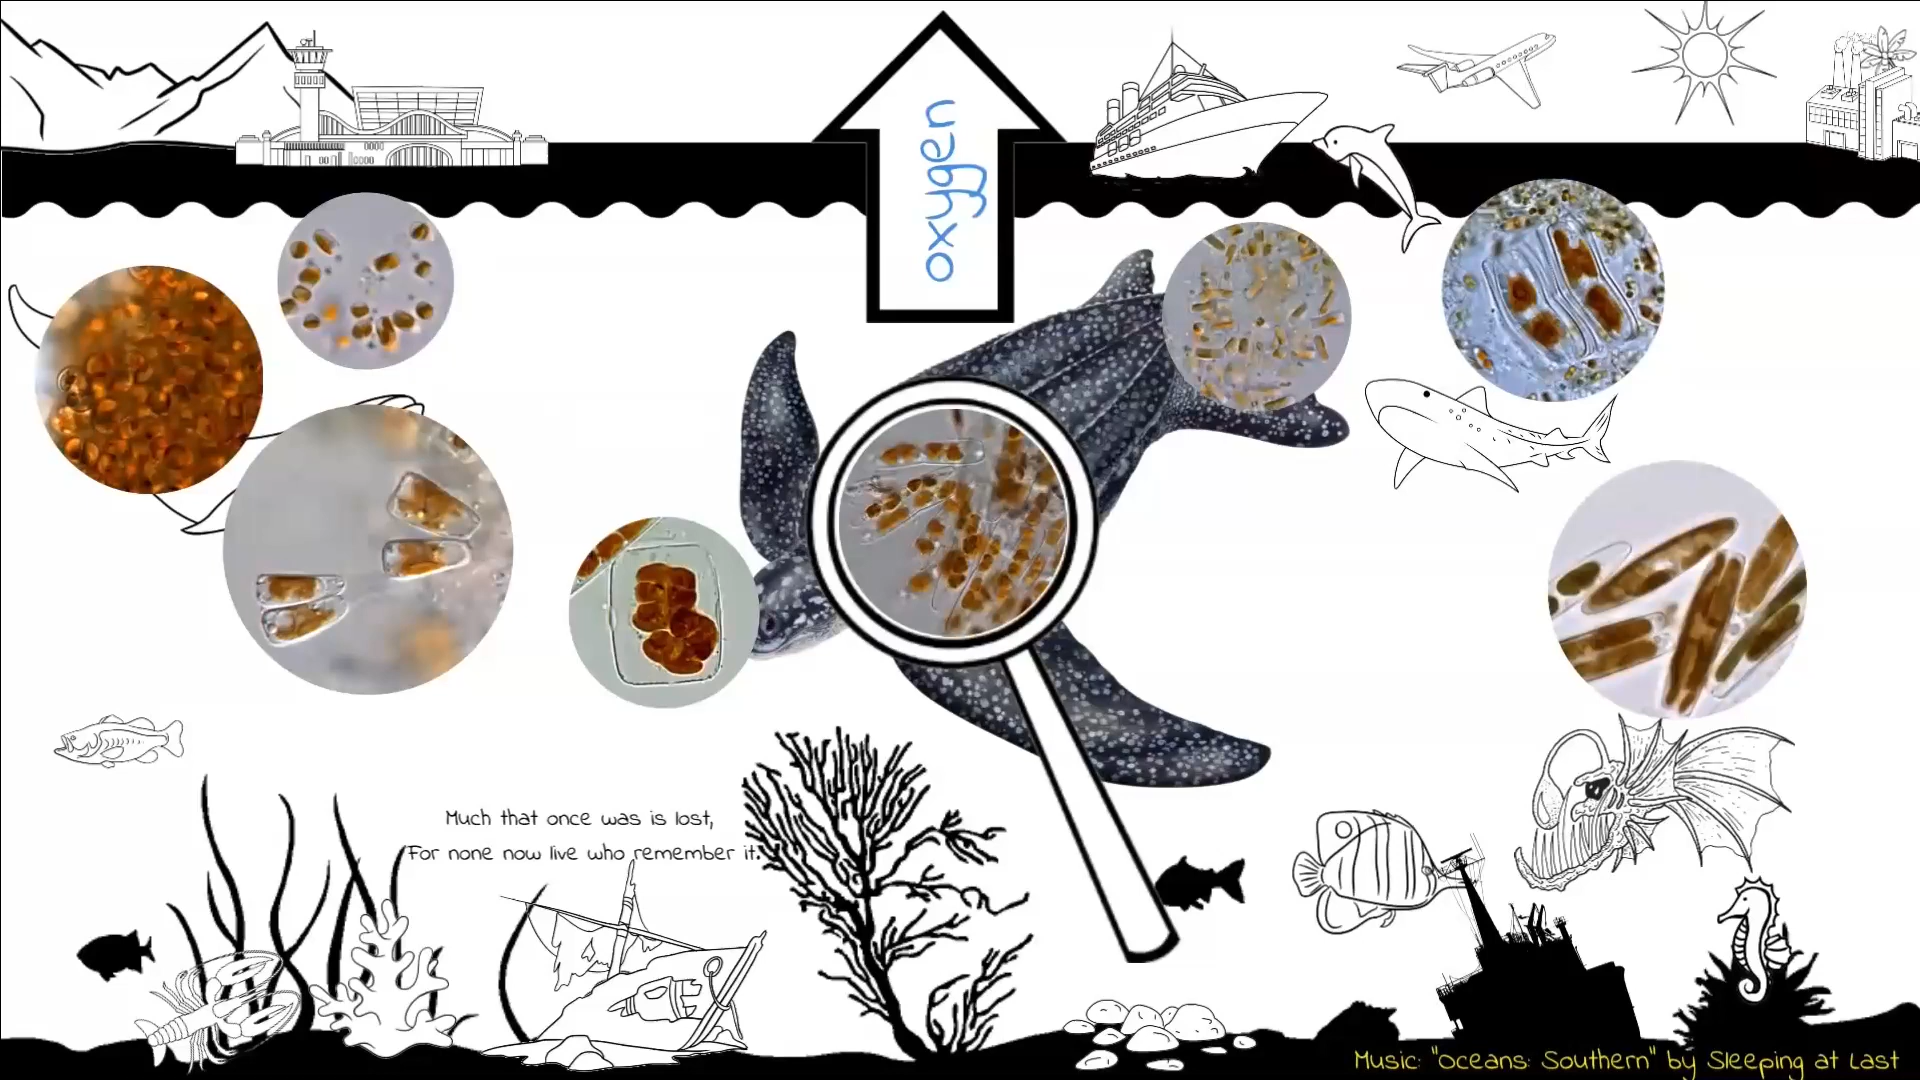 oxygen
Much that once was is lost,
For none now live who remember it.
Music: "Oceans: Southern" by Sleeping at Last